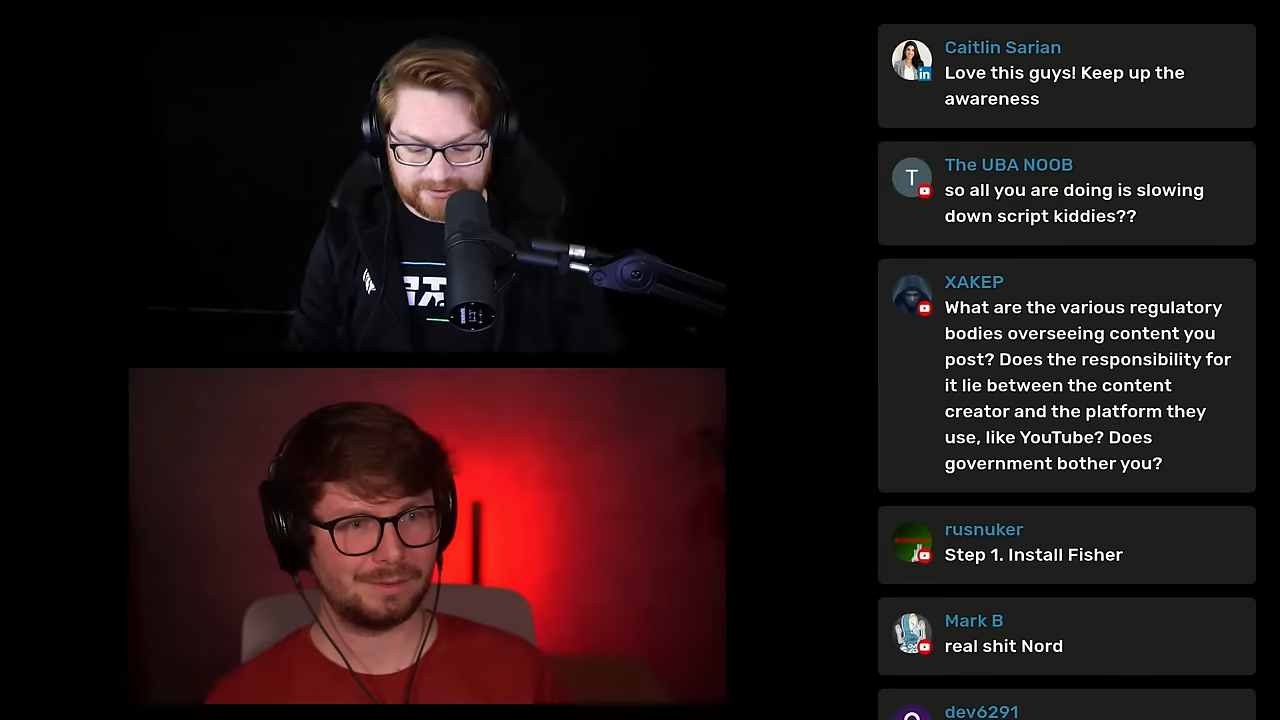 Caitlin Sarian
Love this guys! Keep up the
awareness
T
The UBA NOOB
so all you are doing is slowing
down script kiddies??
XAKEP
What are the various regulatory
bodies overseeing content you
post? Does the responsibility for
it lie between the content
creator and the platform they
use, like YouTube? Does
government bother you?
rusnuker
Step 1. Install Fisher
Mark B
real shit Nord
dev6291